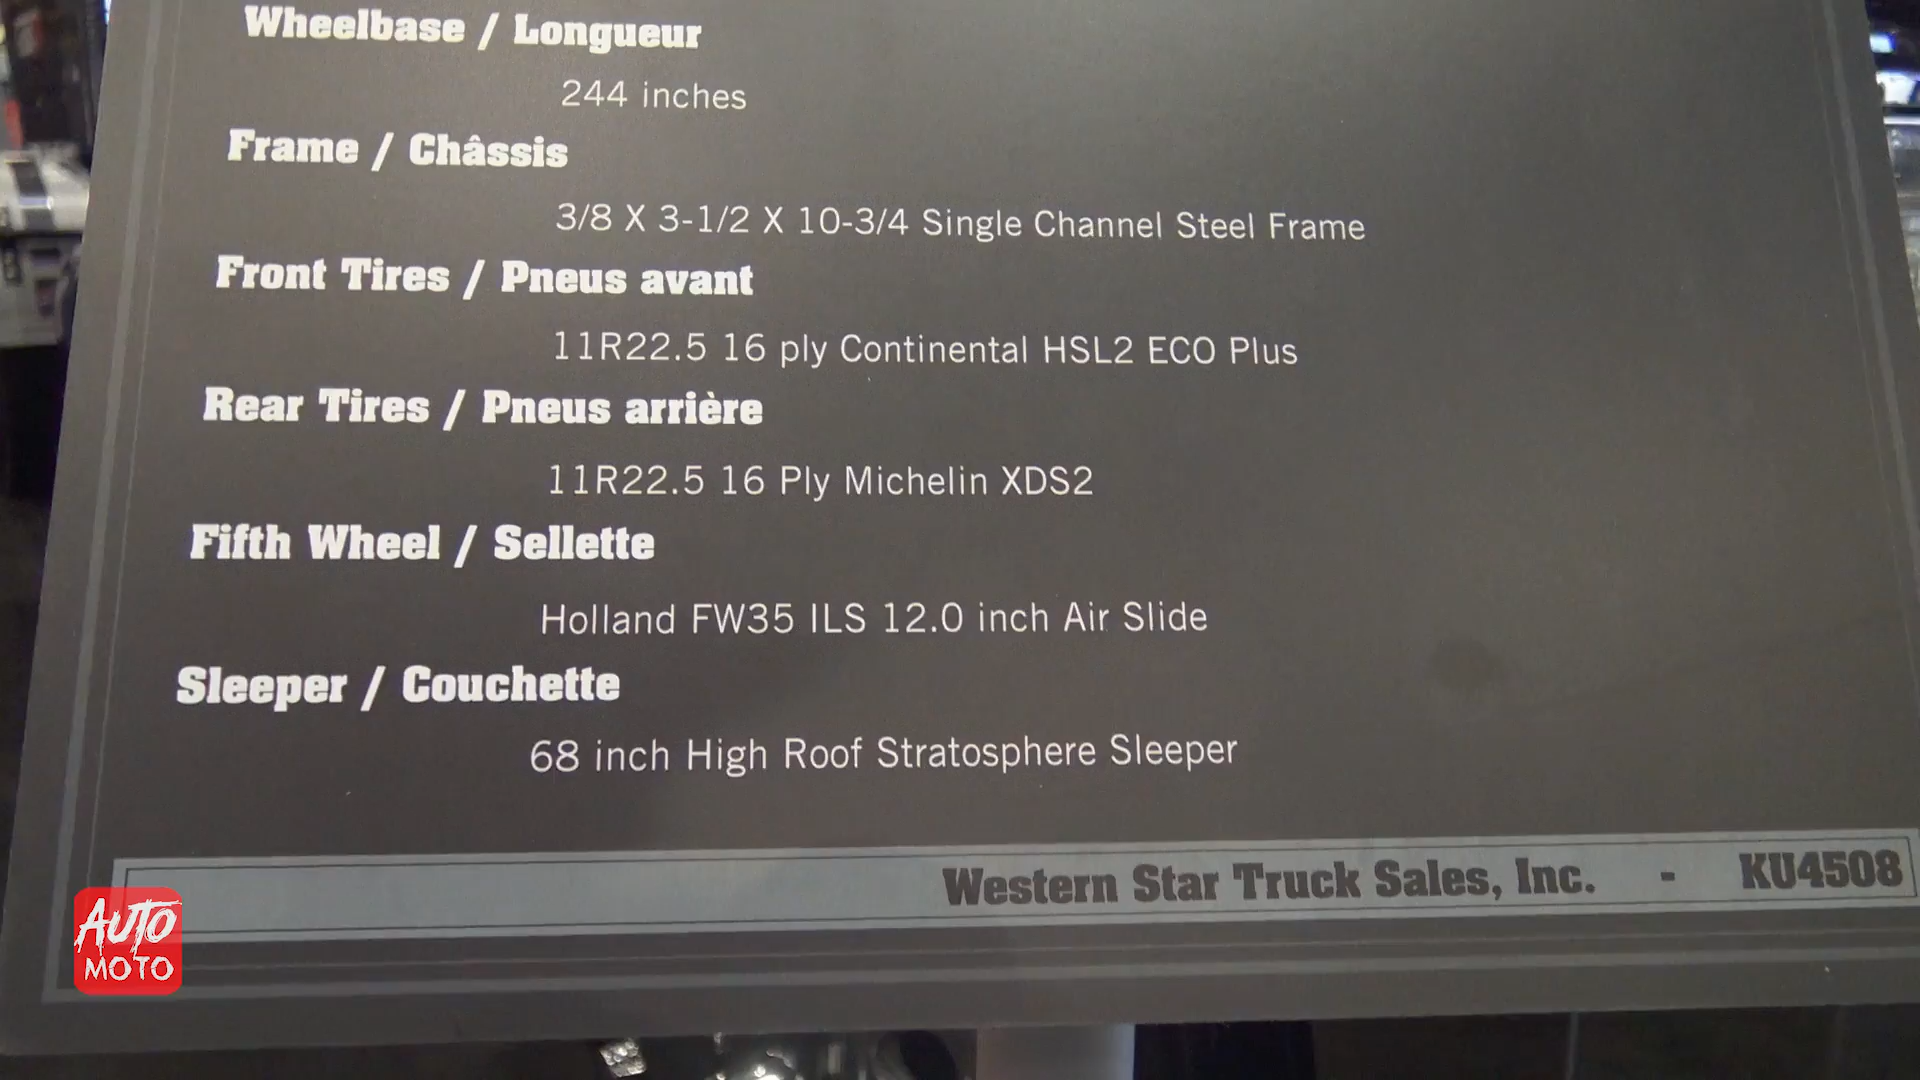 Wheelbase / Longueur
244 inches
Frame / Châssis
3/8 X 3-1/2 X 10-3/4 Single Channel Steel Frame
Front Tires / Pneus avant
11R22.5 16 ply Continental HSL2 ECO Plus
Rear Tires / Pneus arrière
11R22.5 16 Ply Michelin XDS2
Fifth Wheel / Sellette
Holland FW35 ILS 12.0 inch Air Slide
Sleeper / Couchette
68 inch High Roof Stratosphere Sleeper
Western Star Truck Sales, Inc. - KU4508
AUTO
MOTO